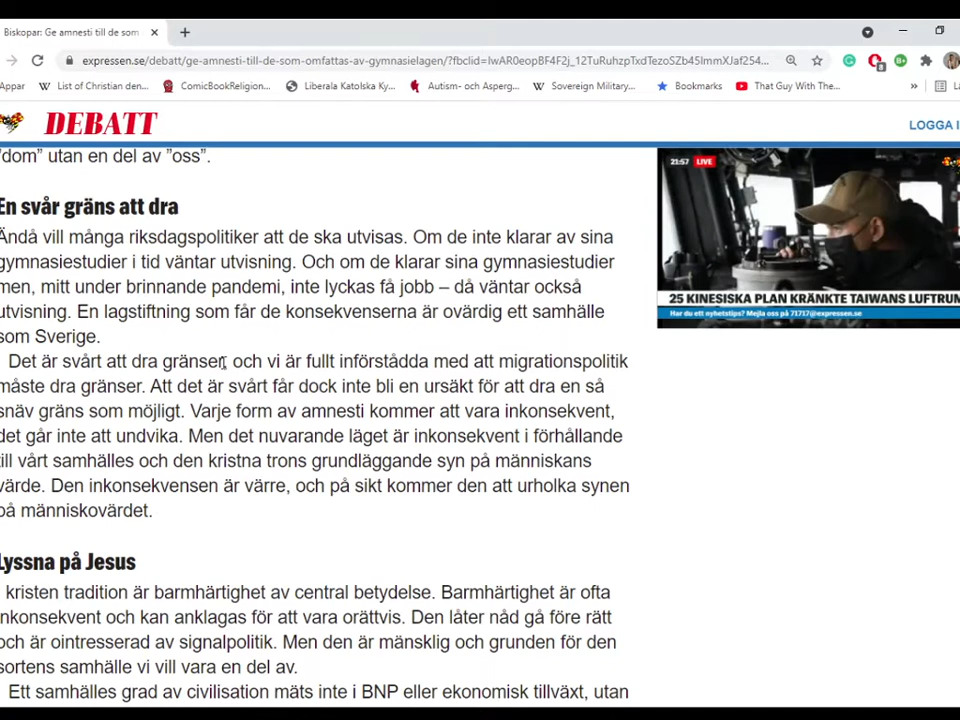 Biskopar: Ge amnesti till de som
expressen.se/debatt/ge-amnesti-till-de-som-omfattas-av-gymnasielagen/?fbclid=IwAR0eopBF4F2j_12TuRuhzpTxdTezoSZb45ImmXJaf254...
Appar
List of Christian den...
ComicBookReligion...
Liberala Katolska Ky...
Autism- och Asperg...
Sovereign Military...
Bookmarks
That Guy With The...
»
DEBATT
LOGGA I
"dom" utan en del av "oss".
En svår gräns att dra
Ändå vill många riksdagspolitiker att de ska utvisas. Om de inte klarar av sina
gymnasiestudier i tid väntar utvisning. Och om de klarar sina gymnasiestudier
men, mitt under brinnande pandemi, inte lyckas få jobb – då väntar också
utvisning. En lagstiftning som får de konsekvenserna är ovärdig ett samhälle
som Sverige.
Det är svårt att dra gränser, och vi är fullt införstådda med att migrationspolitik
måste dra gränser. Att det är svårt får dock inte bli en ursäkt för att dra en så
snäv gräns som möjligt. Varje form av amnesti kommer att vara inkonsekvent,
det går inte att undvika. Men det nuvarande läget är inkonsekvent i förhållande
till vårt samhälles och den kristna trons grundläggande syn på människans
värde. Den inkonsekvensen är värre, och på sikt kommer den att urholka synen
på människovärdet.
Lyssna på Jesus
kristen tradition är barmhärtighet av central betydelse. Barmhärtighet är ofta
inkonsekvent och kan anklagas för att vara orättvis. Den låter nåd gå före rätt
och är ointresserad av signalpolitik. Men den är mänsklig och grunden för den
sortens samhälle vi vill vara en del av.
Ett samhälles grad av civilisation mäts inte i BNP eller ekonomisk tillväxt, utan
21:57 LIVE
25 KINESISKA PLAN KRÄNKTE TAIWANS LUFTRUM
Har du ett nyhetstips? Mejla oss på 71717@expressen.se